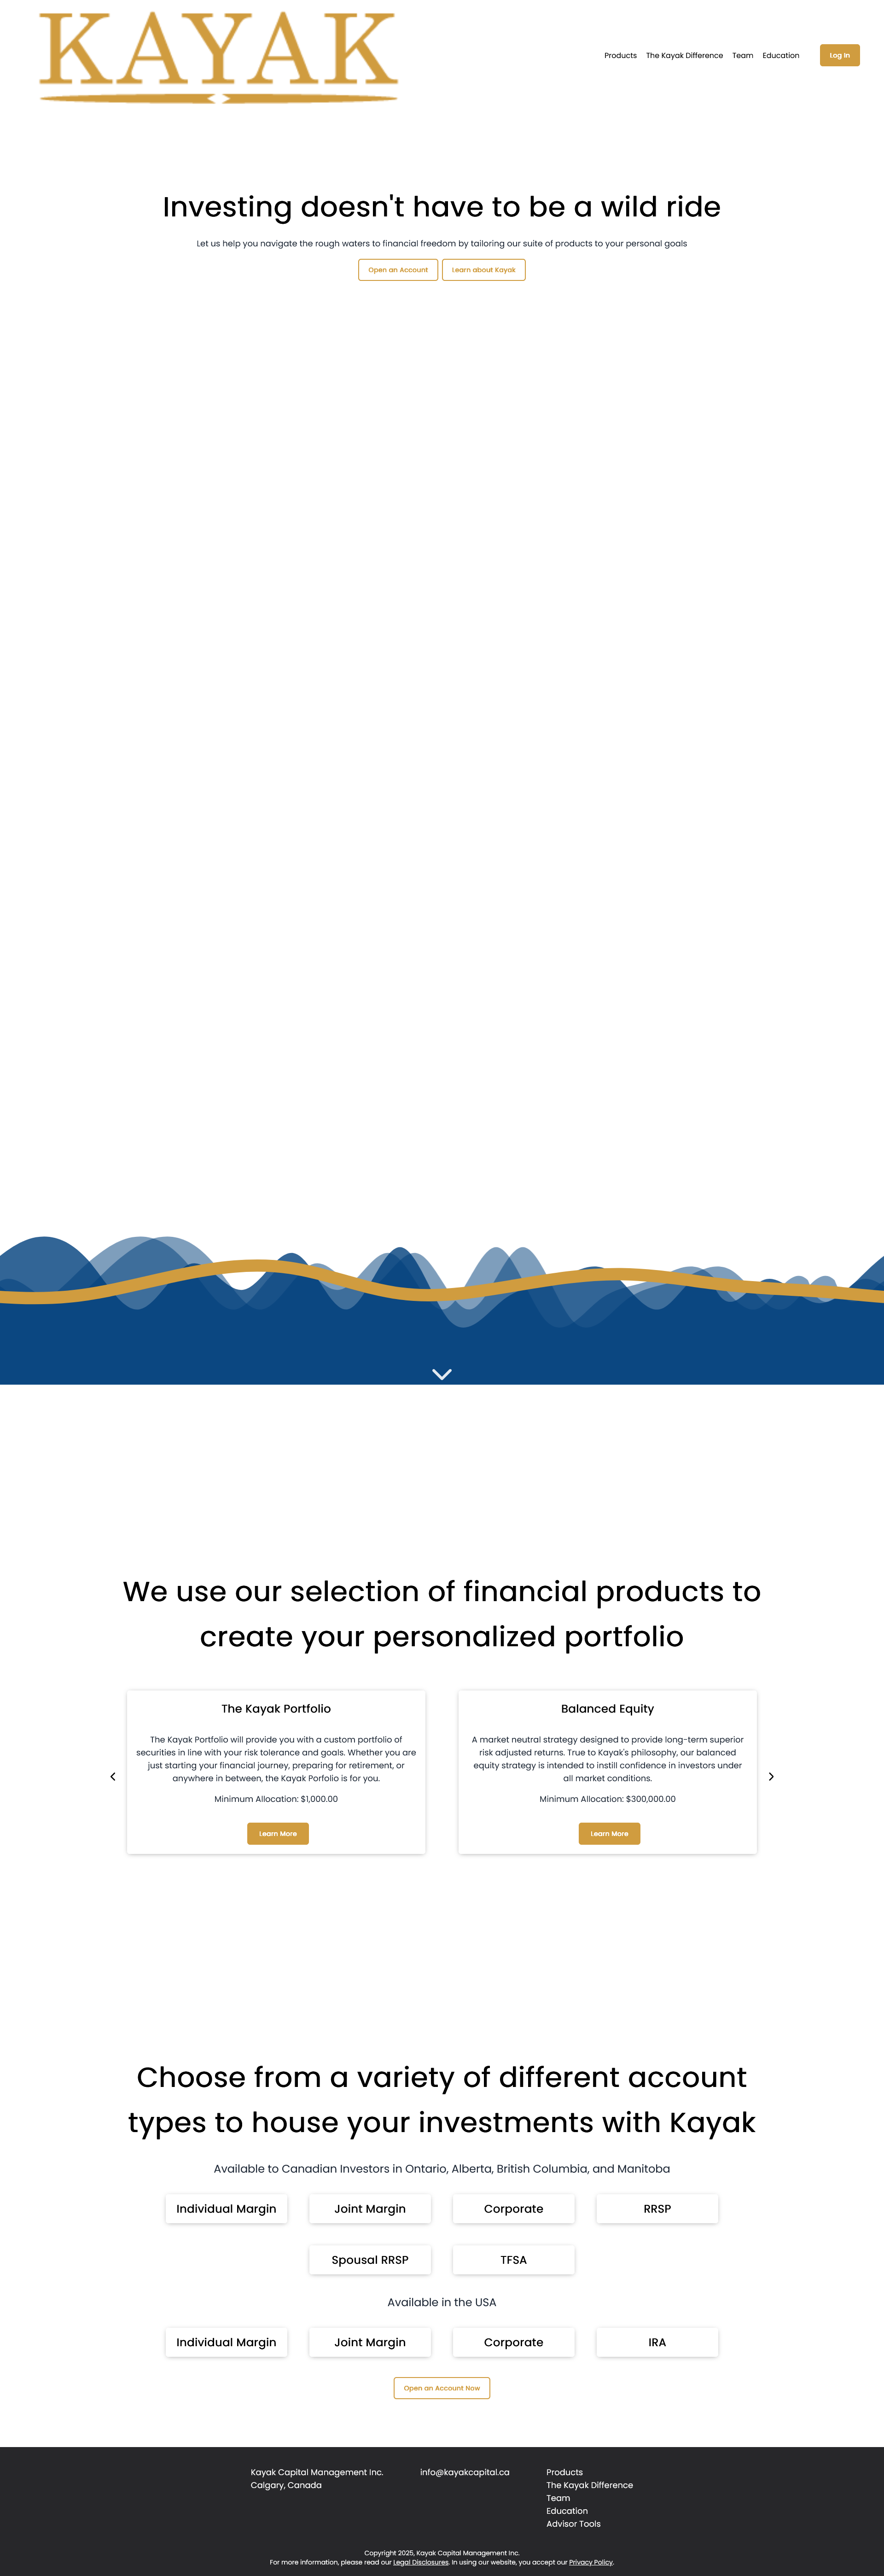 KAYAK
Products The Kayak Difference Team Education Log In
Investing doesn't have to be a wild ride
Let us help you navigate the rough waters to financial freedom by tailoring our suite of products to your personal goals
Open an Account Learn about Kayak
We use our selection of financial products to
create your personalized portfolio
The Kayak Portfolio
The Kayak Portfolio will provide you with a custom portfolio of
securities in line with your risk tolerance and goals. Whether you are
just starting your financial journey, preparing for retirement, or
anywhere in between, the Kayak Porfolio is for you.
Minimum Allocation: $1,000.00
Learn More
Balanced Equity
A market neutral strategy designed to provide long-term superior
risk adjusted returns. True to Kayak's philosophy, our balanced
equity strategy is intended to instill confidence in investors under
all market conditions.
Minimum Allocation: $300,000.00
Learn More
Choose from a variety of different account
types to house your investments with Kayak
Available to Canadian Investors in Ontario, Alberta, British Columbia, and Manitoba
Individual Margin Joint Margin Corporate RRSP
Spousal RRSP TFSA
Available in the USA
Individual Margin Joint Margin Corporate IRA
Open an Account Now
Kayak Capital Management Inc.
Calgary, Canada
info@kayakcapital.ca
Products
The Kayak Difference
Team
Education
Advisor Tools
Copyright 2025, Kayak Capital Management Inc.
For more information, please read our Legal Disclosures. In using our website, you accept our Privacy Policy.